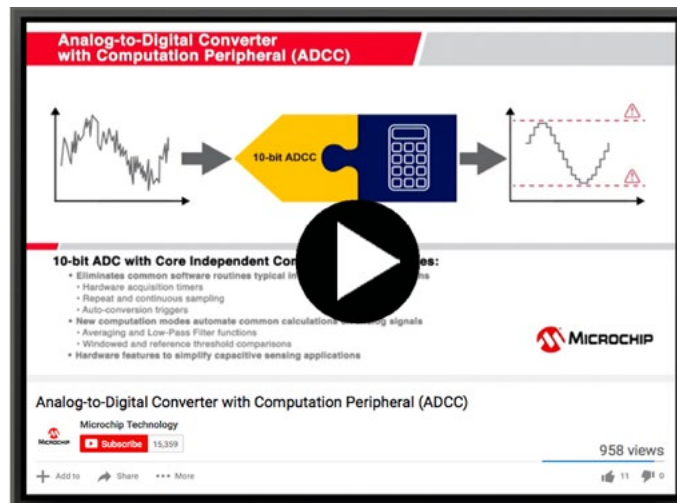 Analog-to-Digital Converter
with Computation Peripheral (ADCC)
10-bit ADCC
10-bit ADC with Core Independent es:
• Eliminates common software routines typical in
• Hardware acquisition timers
• Repeat and continuous sampling
• Auto-conversion triggers
• New computation modes automate common calculations signals
• Averaging and Low-Pass Filter functions
• Windowed and reference threshold comparisons
• Hardware features to simplify capacitive sensing applications
MICROCHIP
Analog-to-Digital Converter with Computation Peripheral (ADCC)
Microchip Technology
MICROCHIP
Subscribe 15,359
958 views
Add to Share More
11 0